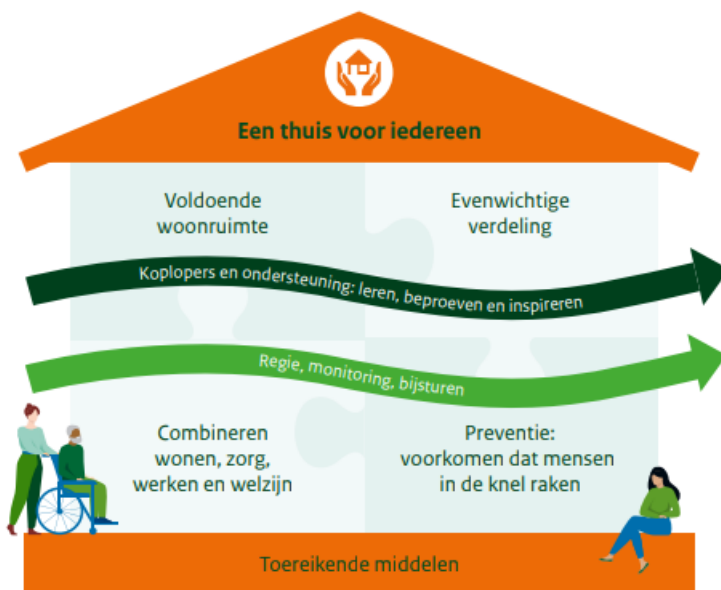 Een thuis voor iedereen
Voldoende
woonruimte
Evenwichtige
verdeling
Koplopers en ondersteuning: leren, beproeven en inspireren
Regie, monitoring, bijsturen
Combineren
wonen, zorg,
werken en welzijn
Preventie:
voorkomen dat mensen
in de knel raken
Toereikende middelen